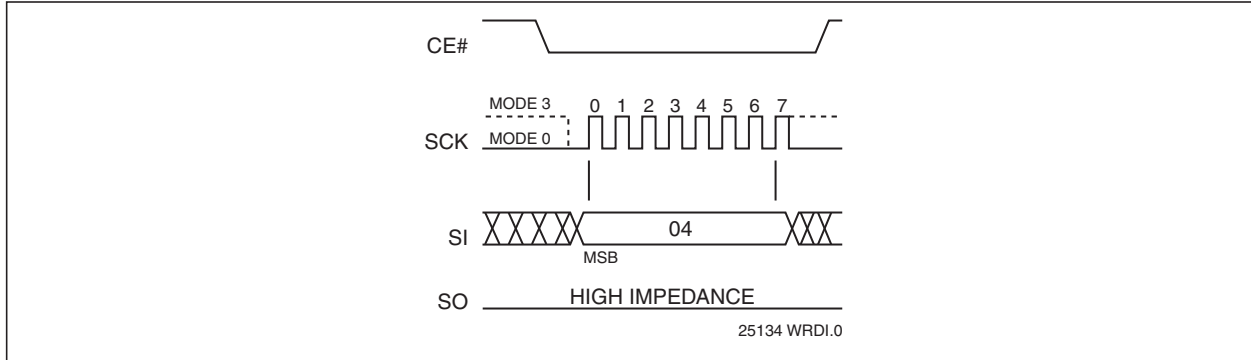 CE#
MODE 3
0 1 2 3 4 5 6 7
SCK
MODE 0
SI
04
MSB
SO
HIGH IMPEDANCE
25134 WRDI.0